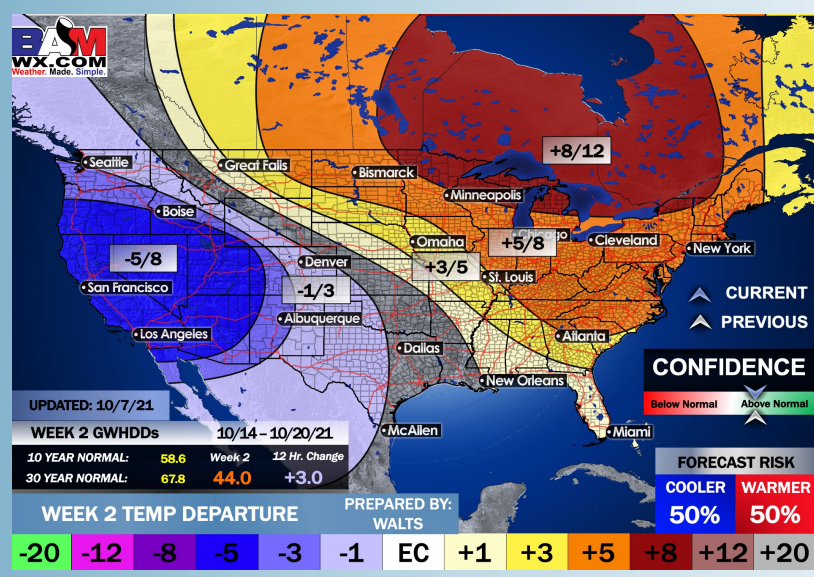 BAM
WX.COM
Weather. Made. Simple.
+8/12
Seattle
Great Falls
Bismarck
Minneapolis
Boise
Omaha
+5/8
Chicago
Cleveland
New York
-5/8
Denver
+3/5
St. Louis
San Francisco
-1/3
CURRENT
Albuquerque
PREVIOUS
Los Angeles
Atlanta
Dallas
CONFIDENCE
New Orleans
Below Normal
Above Normal
UPDATED: 10/7/21
McAllen
Miami
WEEK 2 GWHDDs 10/14 – 10/20/21
10 YEAR NORMAL: 58.6 Week 2 12 Hr. Change
30 YEAR NORMAL: 67.8 44.0 +3.0
FORECAST RISK
COOLER WARMER
50% 50%
WEEK 2 TEMP DEPARTURE
PREPARED BY:
WALTS
-20 -12 -8 -5 -3 -1 EC +1 +3 +5 +8 +12 +20